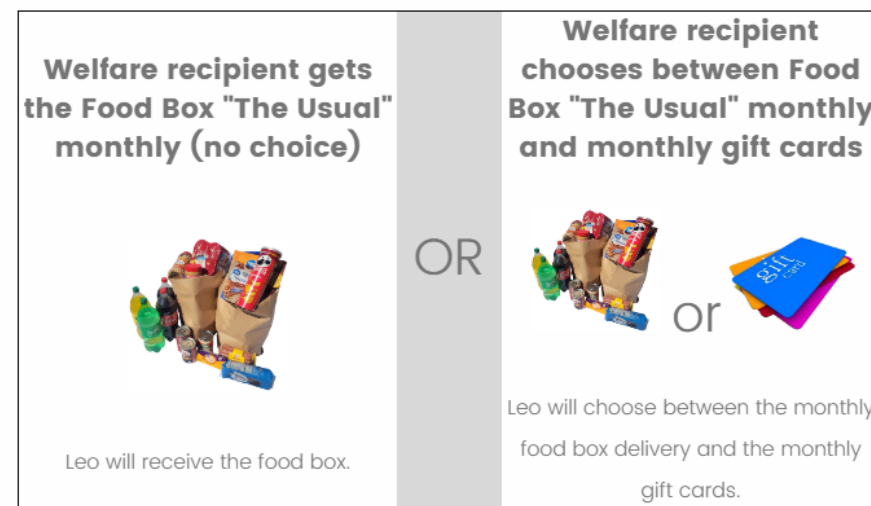 Welfare recipient gets
the Food Box "The Usual"
monthly (no choice)
Leo will receive the food box.
OR
Welfare recipient
chooses between Food
Box "The Usual" monthly
and monthly gift cards
or
gift
card
Leo will choose between the monthly
food box delivery and the monthly
gift cards.